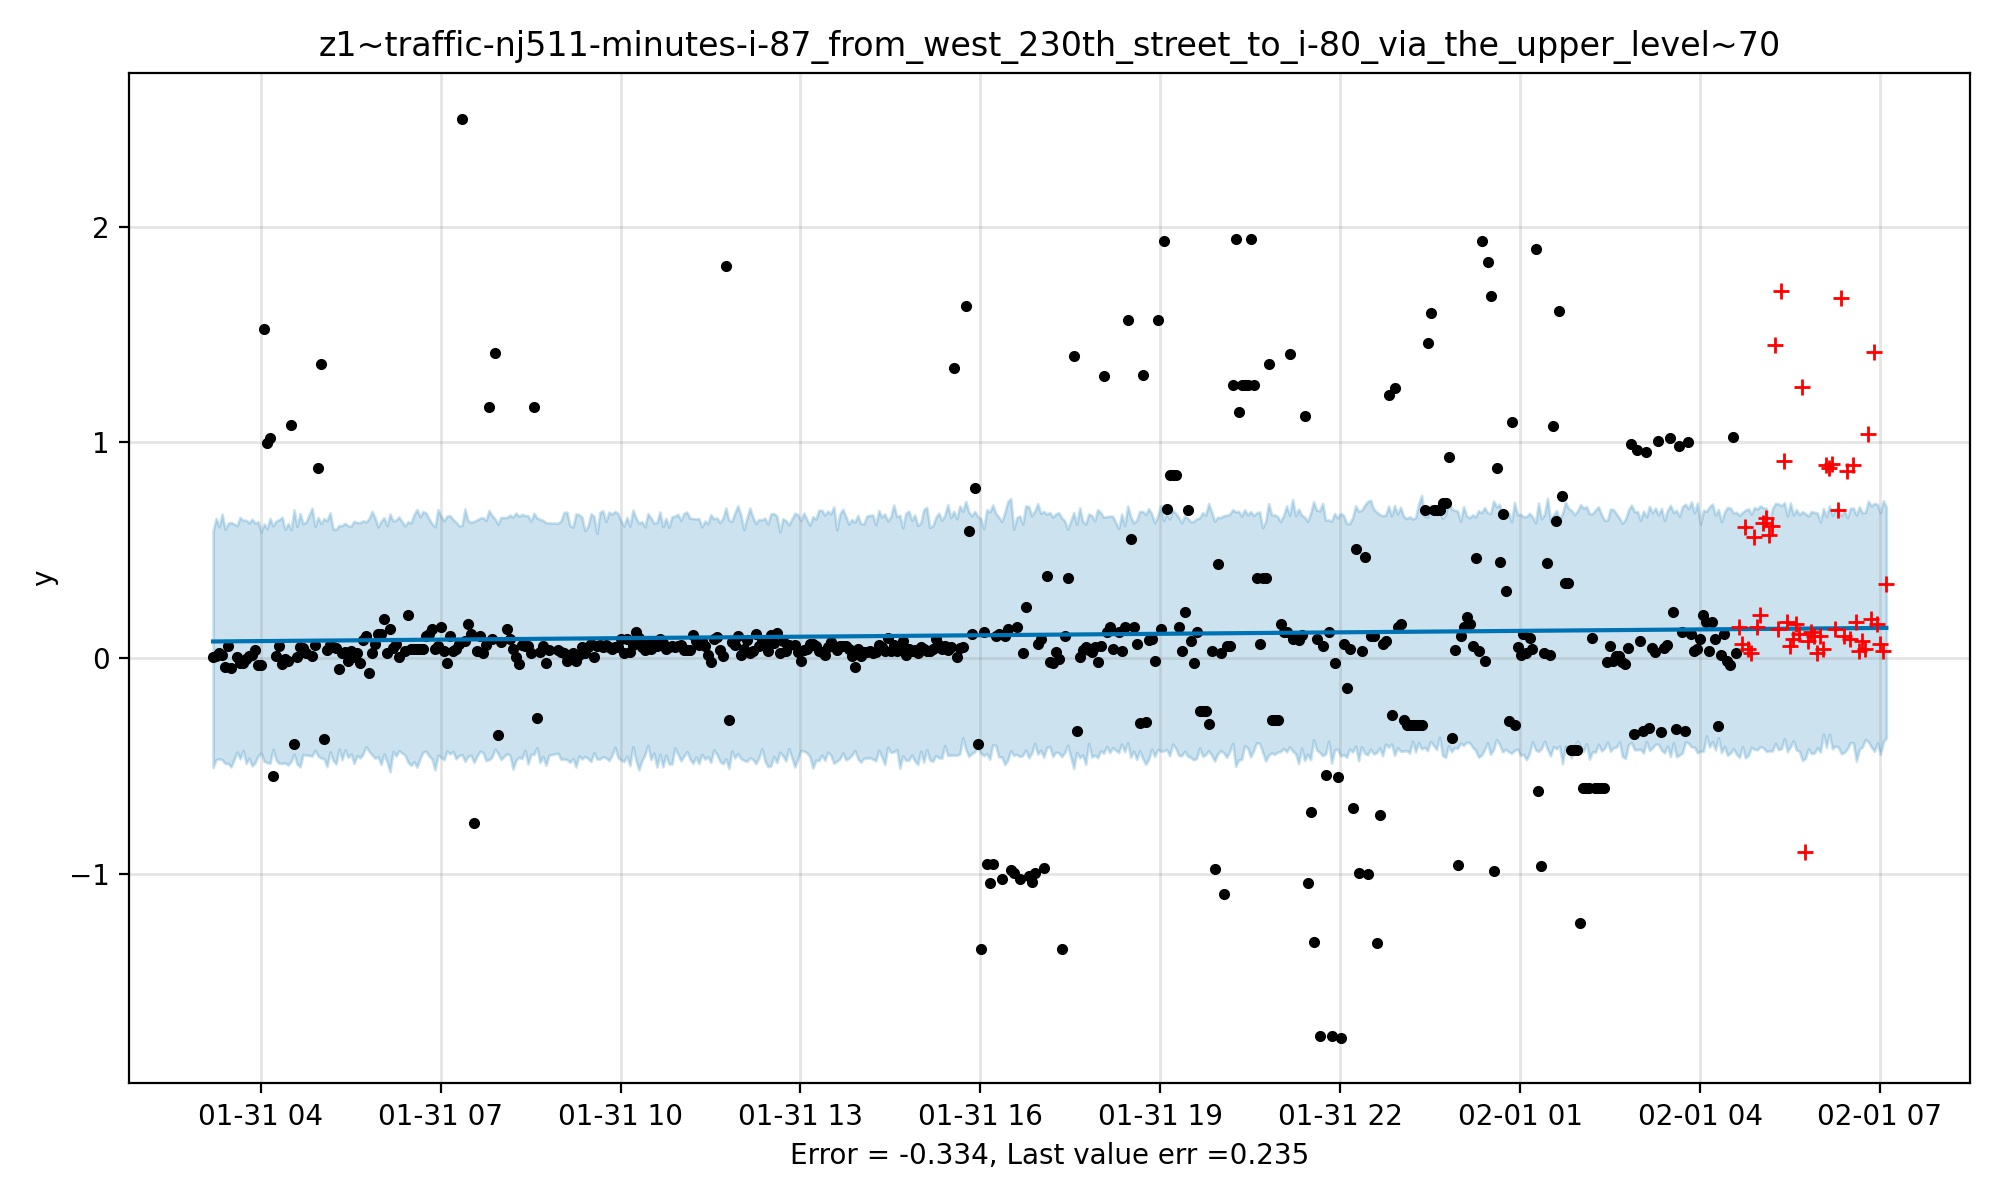 z1~traffic-nj511-minutes-i-87_from_west_230th_street_to_i-80_via_the_upper_level~70
2
1
0
−1
y
01-31 04 01-31 07 01-31 10 01-31 13 01-31 16 01-31 19 01-31 22 02-01 01 02-01 04 02-01 07
Error = -0.334, Last value err =0.235